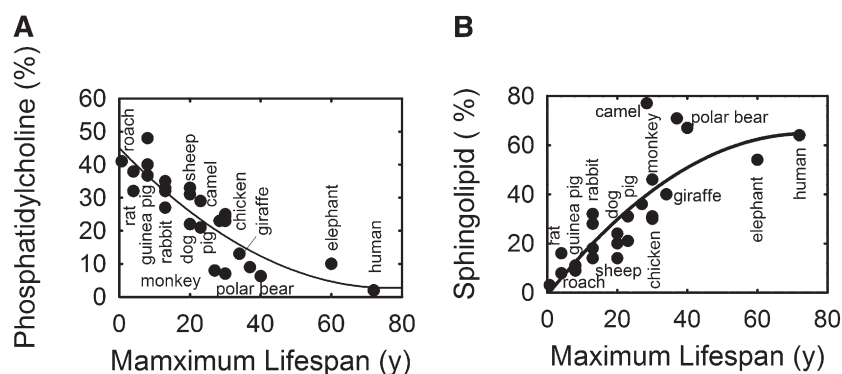 A
Phosphatidylcholine (%)
60
50
40
30
20
10
0
roach
rat
guinea pig
rabbit
sheep
dog
pig
camel
chicken
giraffe
monkey
polar bear
elephant
human
0 20 40 60 80
Mamximum Lifespan (y)
B
Sphingolipid ( %)
80
60
40
20
0
camel
polar bear
monkey
rabbit
guinea pig
rat
dog
pig
giraffe
elephant
human
chicken
sheep
roach
0 20 40 60 80
Maximum Lifespan (y)